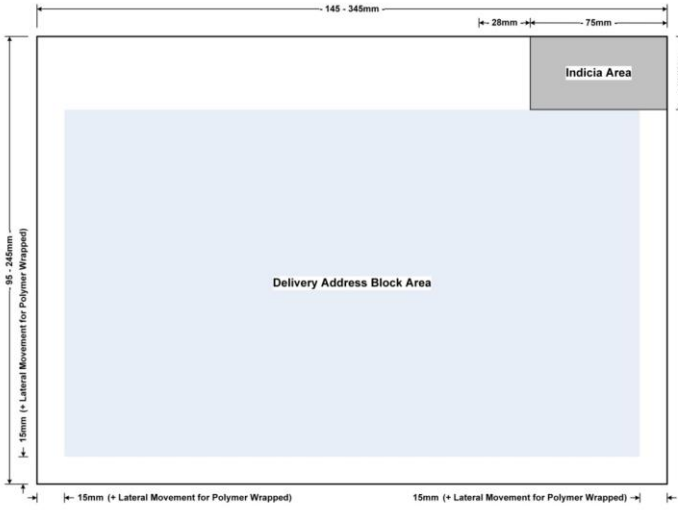 145 - 345mm
28mm
75mm
Indicia Area
Delivery Address Block Area
95 - 245mm
15mm (+ Lateral Movement for Polymer Wrapped)
15mm (+ Lateral Movement for Polymer Wrapped)
15mm (+ Lateral Movement for Polymer Wrapped)